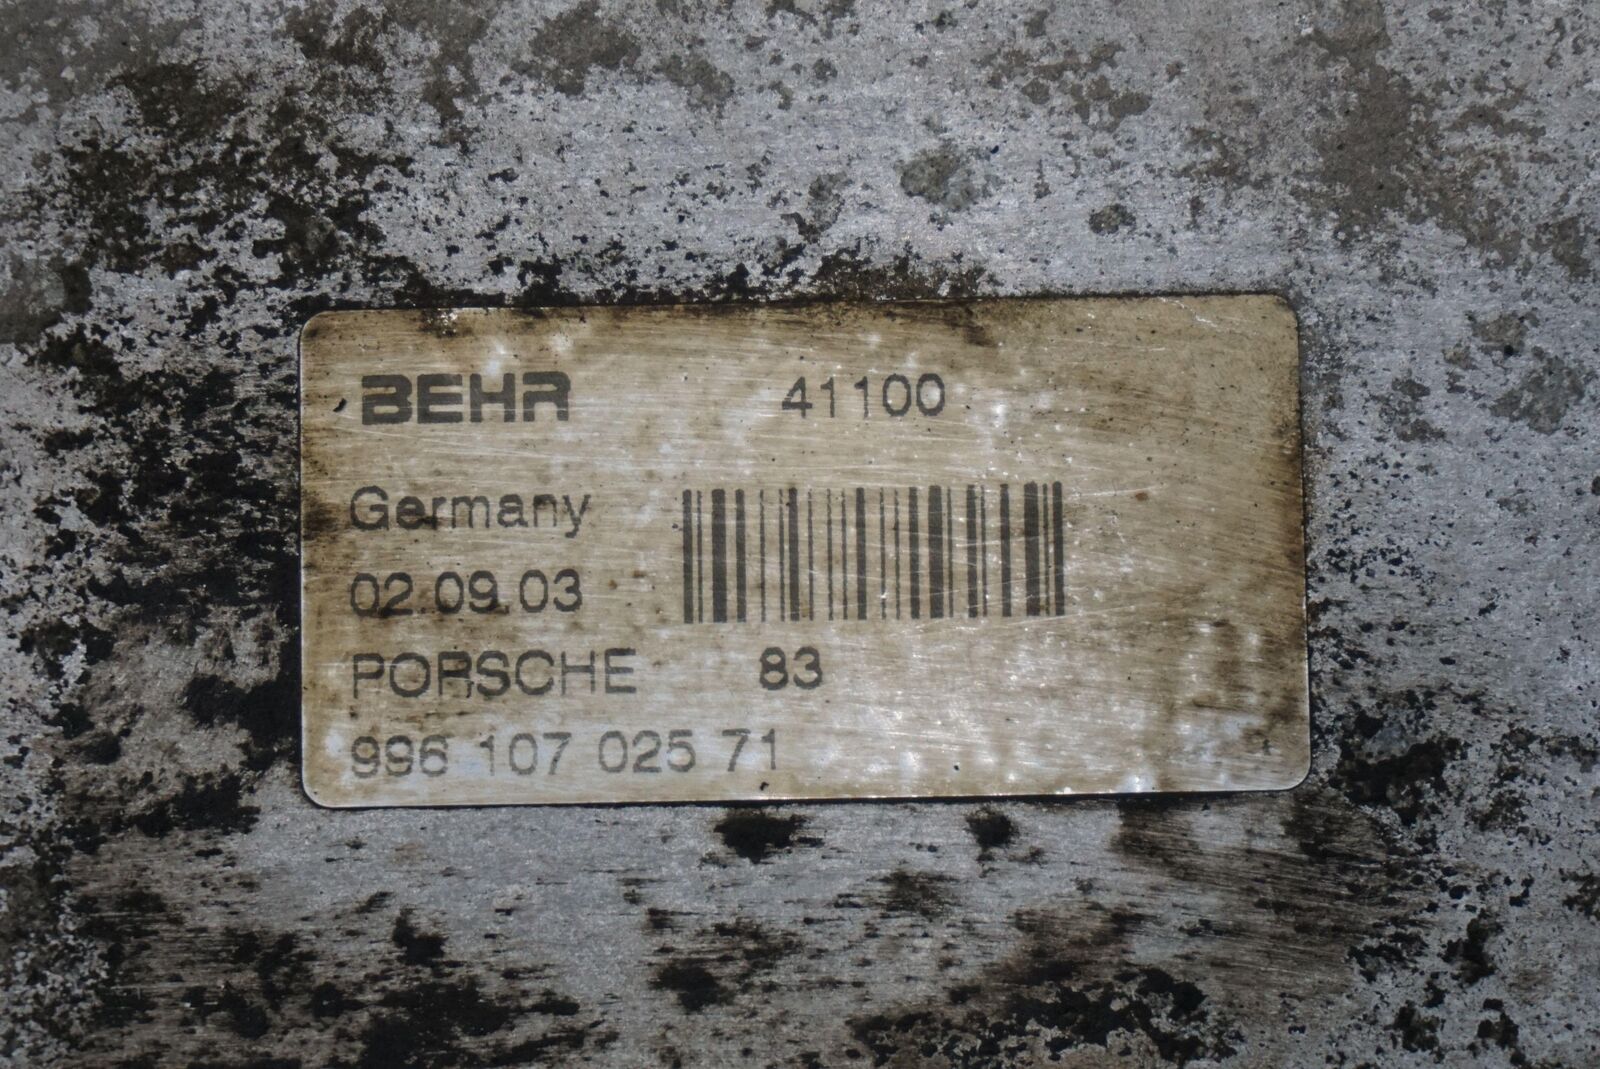 BEHR 41100
Germany
02.09.03
PORSCHE 83
996 107 025 71